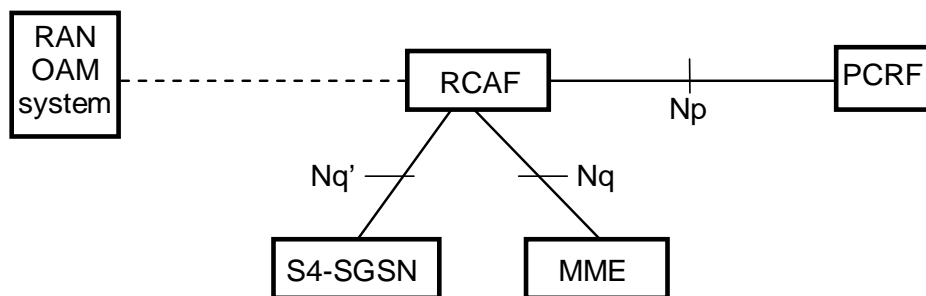 RAN
OAM
system
RCAF
PCRF
Np
Nq’
Nq
S4-SGSN
MME